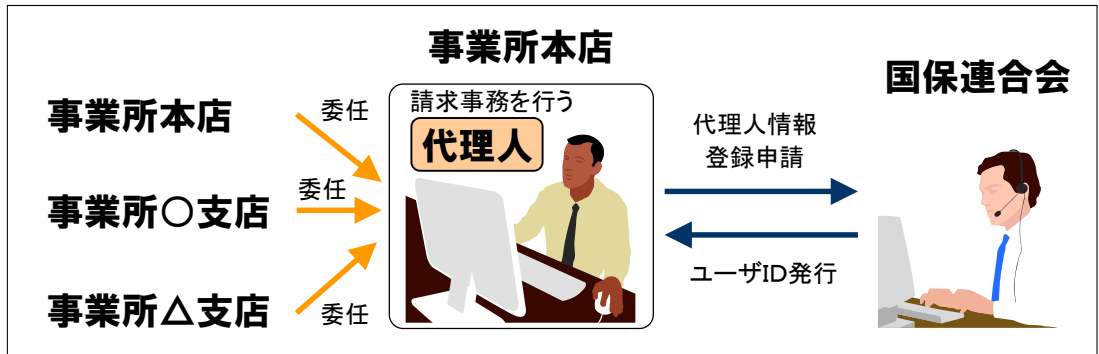 事業所本店
事業所○支店
事業所△支店
委任
委任
委任
事業所本店
請求事務を行う
代理人
代理人情報
登録申請
ユーザID発行
国保連合会